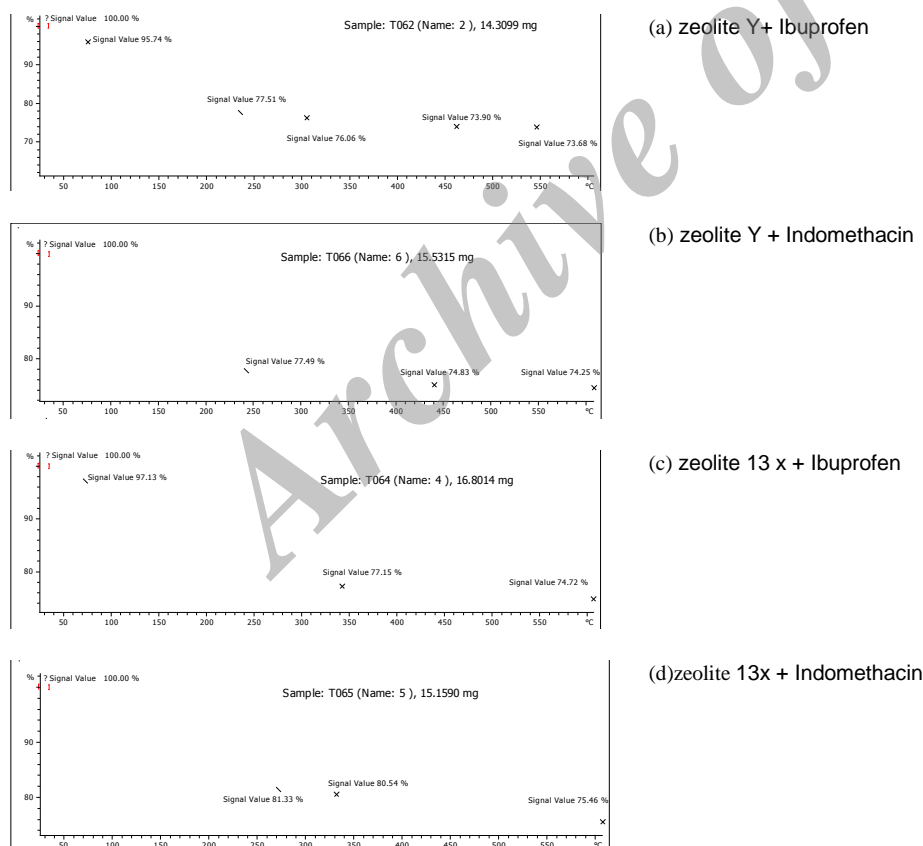 % ? Signal Value 100.00 %
1
Sample: T062 (Name: 2 ), 14.3099 mg
(a) zeolite Y+ Ibuprofen
Signal Value 95.74 %
90
Signal Value 77.51 %
80
Signal Value 76.06 %
Signal Value 73.90 %
Signal Value 73.68 %
70
50 100 150 200 250 300 350 400 450 500 550 °C
(b) zeolite Y + Indomethacin
% ? Signal Value 100.00 %
1
Sample: T066 (Name: 6 ), 15.5315 mg
90
80
Signal Value 77.49 %
Signal Value 74.83 %
Signal Value 74.25 %
50 100 150 200 250 300 350 400 450 500 550 °C
(c) zeolite 13 x + Ibuprofen
% ? Signal Value 100.00 %
1
Signal Value 97.13 %
Sample: T064 (Name: 4 ), 16.8014 mg
90
80
Signal Value 77.15 %
Signal Value 74.72 %
50 100 150 200 250 300 350 400 450 500 550 °C
(d)zeolite 13x + Indomethacin
% ? Signal Value 100.00 %
1
Sample: T065 (Name: 5 ), 15.1590 mg
90
80
Signal Value 81.33 %
Signal Value 80.54 %
Signal Value 75.46 %
50 100 150 200 250 300 350 400 450 500 550 °C
Archive of